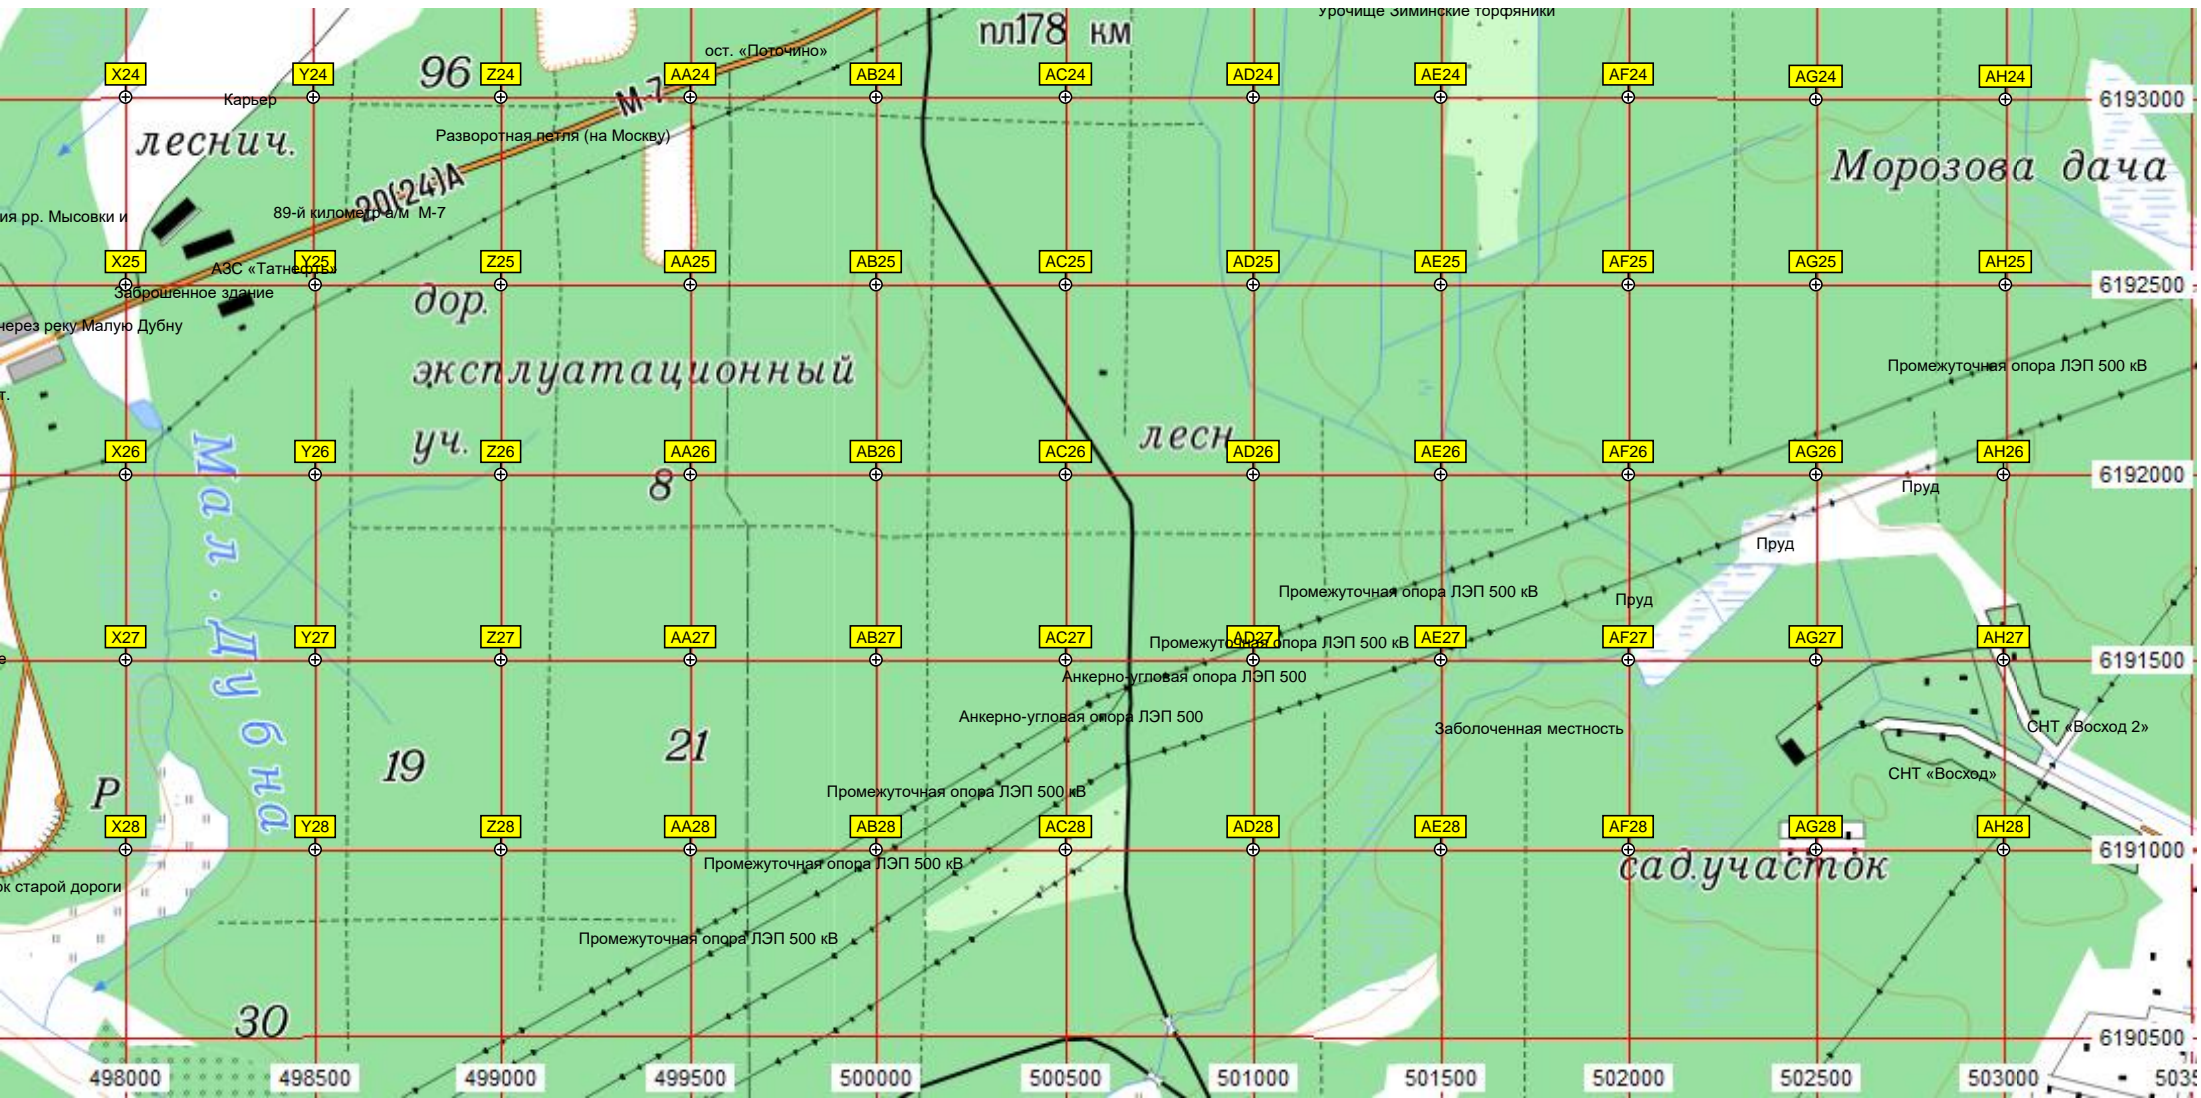 Урочище Зиминские торфяники
пл178 км
ост. «Поточино»
96
X24 Y24 Z24 AA24 AB24 AC24 AD24 AE24 AF24 AG24 AH24
Карьер
М-7
6193000
леснич.
Разворотная петля (на Москву)
Морозова дача
20(24)А
ия рр. Мысовки и
89-й километр а/м М-7
X25 Y25 Z25 AA25 AB25 AC25 AD25 AE25 AF25 AG25 AH25
АЗС «Татнефть»
6192500
Заброшенное здание
дор.
через реку Малую Дубну
эксплуатационный
Промежуточная опора ЛЭП 500 кВ
т.
уч.
лесн
X26 Y26 Z26 AA26 AB26 AC26 AD26 AE26 AF26 AG26 AH26
6192000
8
Пруд
Мал. Дубна
Пруд
Промежуточная опора ЛЭП 500 кВ
Пруд
X27 Y27 Z27 AA27 AB27 AC27 AD27 AE27 AF27 AG27 AH27
Промежуточная опора ЛЭП 500 кВ
е
6191500
Анкерно-угловая опора ЛЭП 500
Анкерно-угловая опора ЛЭП 500
Заболоченная местность
СНТ «Восход 2»
19
21
СНТ «Восход»
Р
Промежуточная опора ЛЭП 500 кВ
X28 Y28 Z28 AA28 AB28 AC28 AD28 AE28 AF28 AG28 AH28
6191000
Промежуточная опора ЛЭП 500 кВ
сад.участок
ок старой дороги
Промежуточная опора ЛЭП 500 кВ
30
6190500
498000 498500 499000 499500 500000 500500 501000 501500 502000 502500 503000 5035